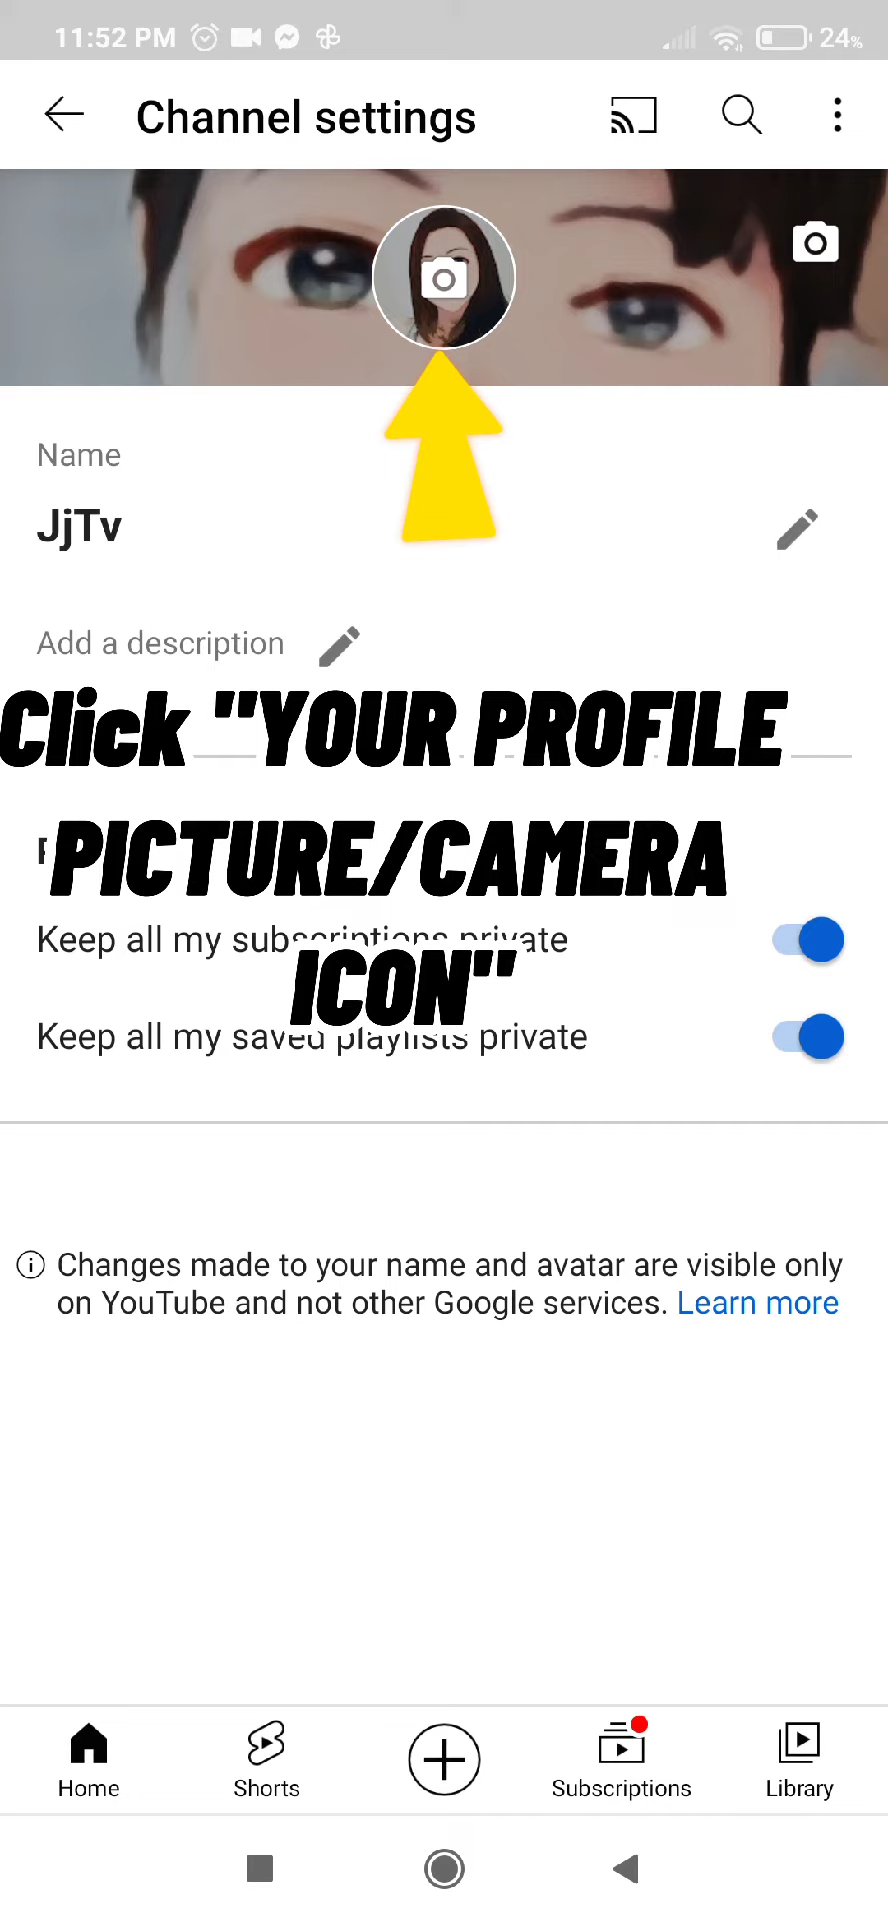 11:52 PM 24%
Channel settings
Name
JjTv
Add a description
Click "YOUR PROFILE
PICTURE/CAMERA
ICON"
Keep all my subscriptions private
Keep all my saved playlists private
Changes made to your name and avatar are visible only
on YouTube and not other Google services. Learn more
Home Shorts Subscriptions Library